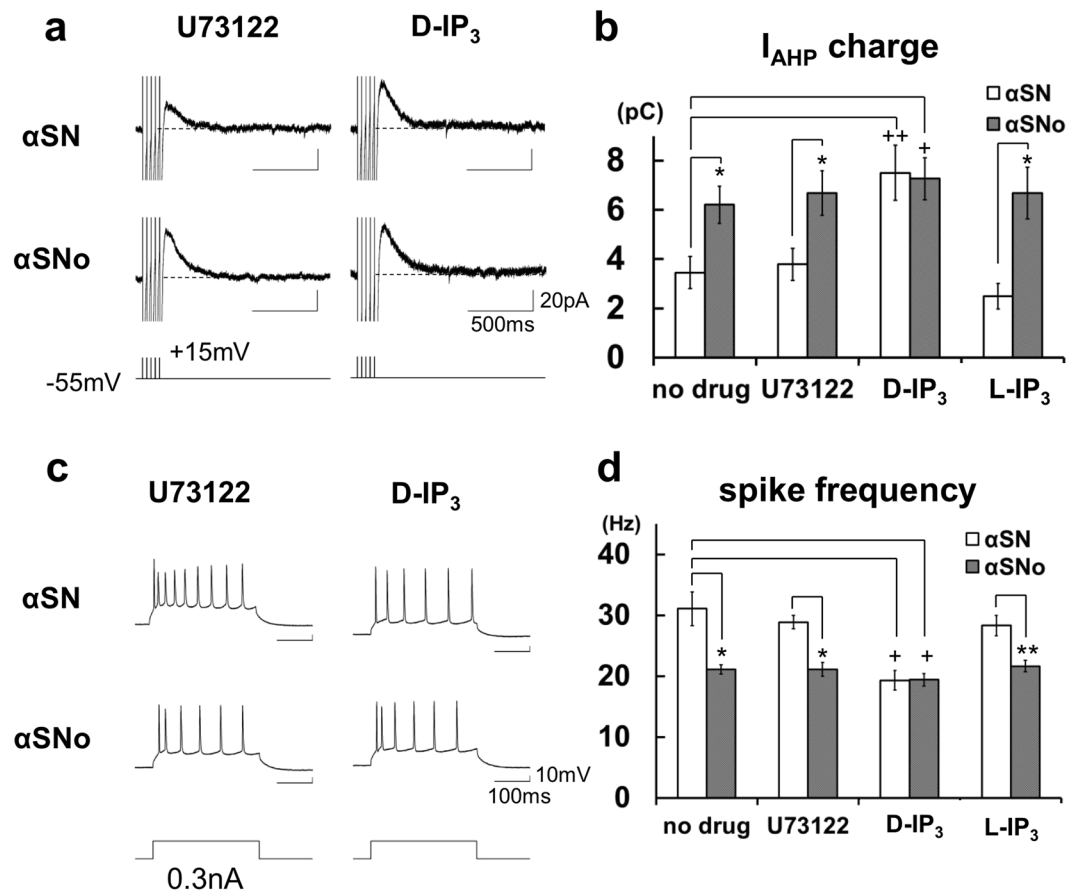 a
U73122
D-IP3
αSN
αSNo
20pA
500ms
+15mV
-55mV
b
IAHP charge
(pC)
αSN
αSNo
8
6
4
2
0
*
*
++
+
*
no drug
U73122
D-IP3
L-IP3
c
U73122
D-IP3
αSN
αSNo
10mV
100ms
0.3nA
d
spike frequency
(Hz)
αSN
αSNo
40
30
20
10
0
*
*
+
+
**
no drug
U73122
D-IP3
L-IP3